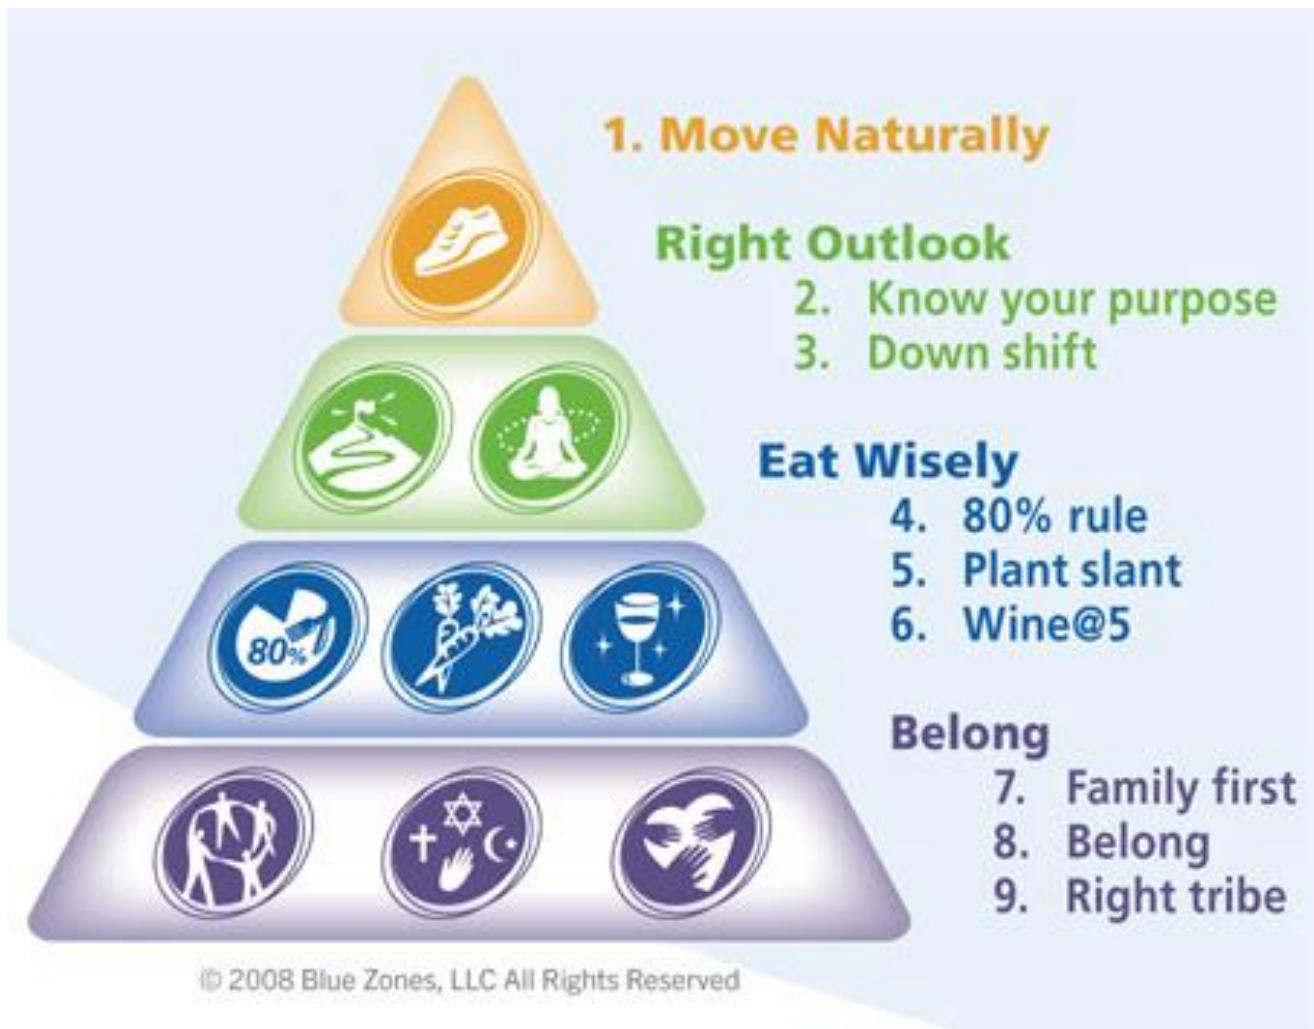 1. Move Naturally
Right Outlook
2. Know your purpose
3. Down shift
Eat Wisely
4. 80% rule
5. Plant slant
6. Wine@5
80%
Belong
7. Family first
8. Belong
9. Right tribe
© 2008 Blue Zones, LLC All Rights Reserved